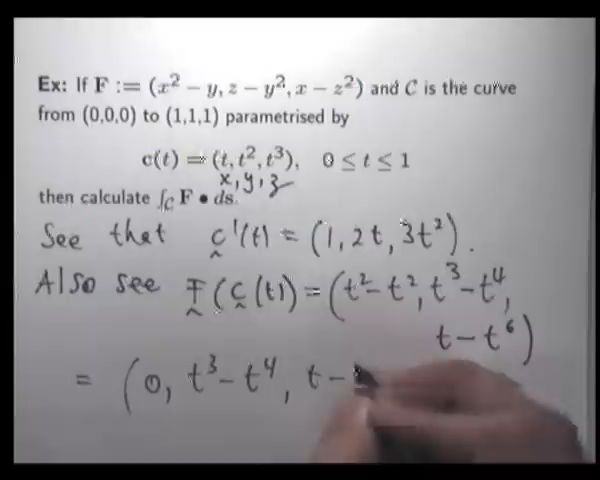 Ex: If F := (x² − y, z − y², x − z²) and C is the curve
from (0,0,0) to (1,1,1) parametrised by
c(t) = (t, t², t³), 0 ≤ t ≤ 1
x, y, z
then calculate ∫_C F • ds.
See that c'(t) = (1, 2t, 3t²).
Also see F(c(t)) = (t² − t², t³ − t⁴,
t − t⁶)
= (0, t³ − t⁴, t −